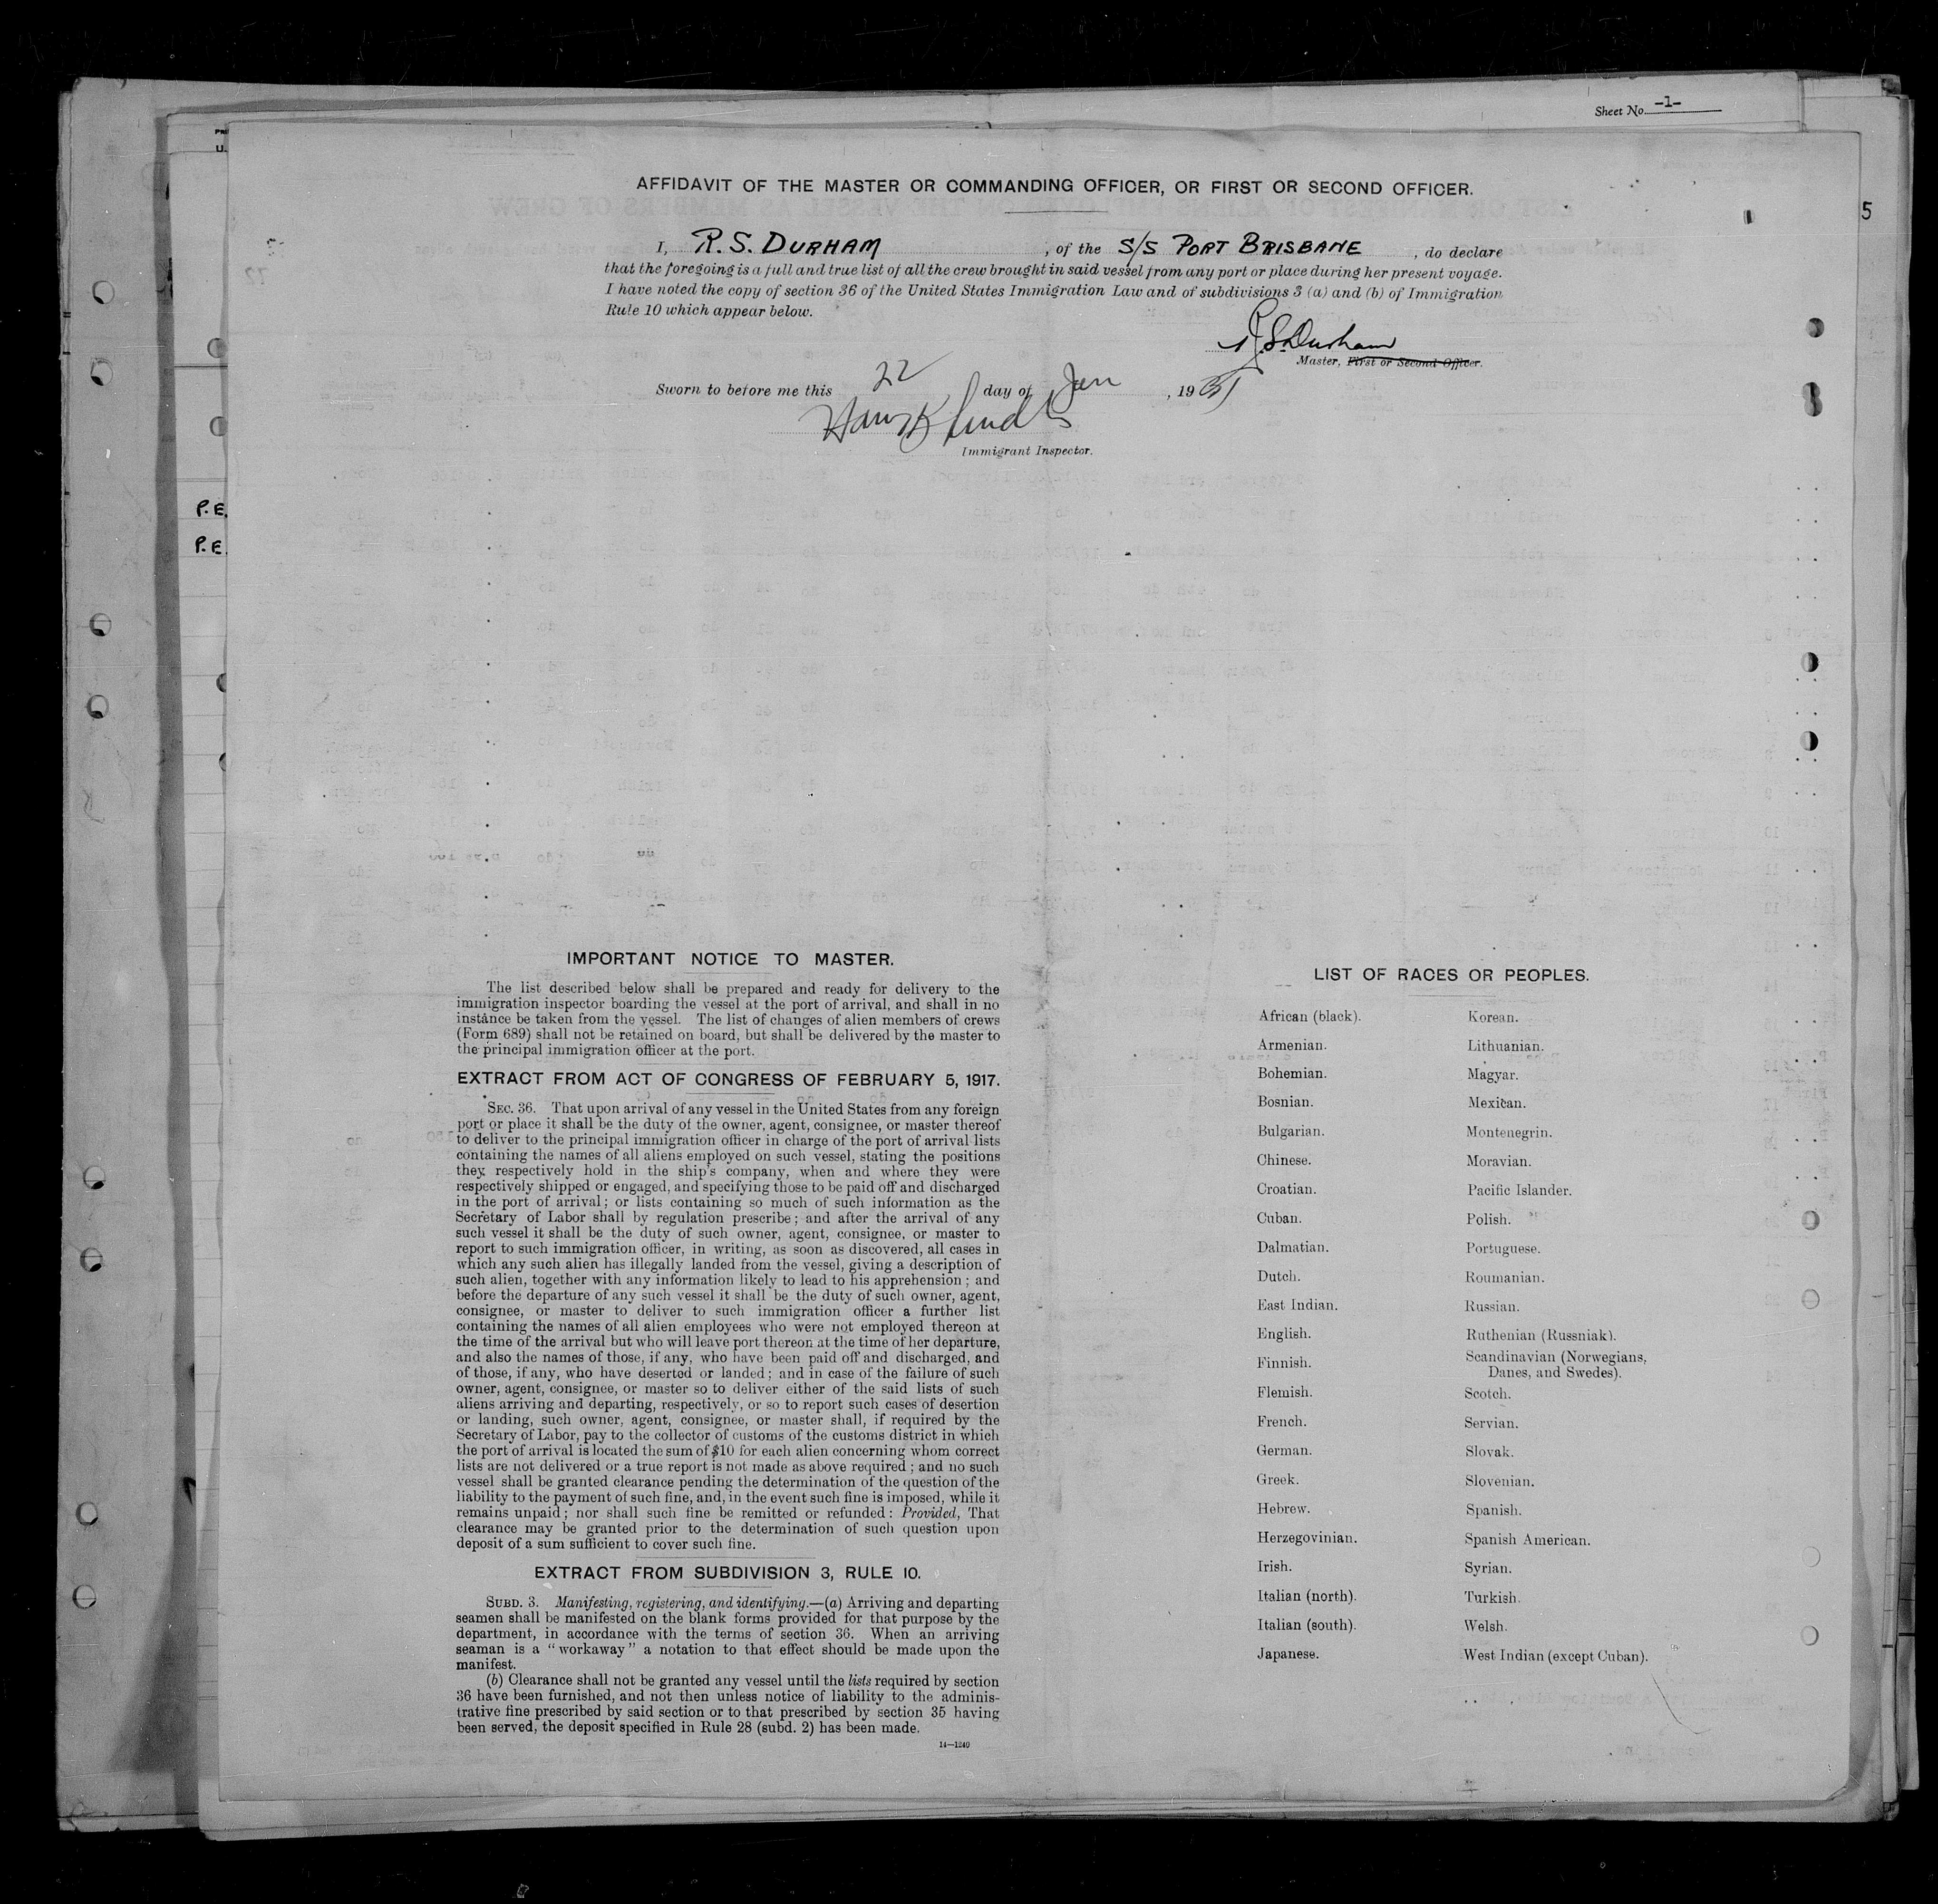 Sheet No. -1-
5
AFFIDAVIT OF THE MASTER OR COMMANDING OFFICER, OR FIRST OR SECOND OFFICER.
I, R. S. DURHAM, of the S/S PORT BRISBANE, do declare
that the foregoing is a full and true list of all the crew brought in said vessel from any port or place during her present voyage.
I have noted the copy of section 36 of the United States Immigration Law and of subdivisions 3 (a) and (b) of Immigration
Rule 10 which appear below.
R. S. Durham
Master, First or Second Officer.
Sworn to before me this 22 day of Jan, 1931
Immigrant Inspector.
P.E.
P.E.
IMPORTANT NOTICE TO MASTER.
The list described below shall be prepared and ready for delivery to the
immigration inspector boarding the vessel at the port of arrival, and shall in no
instance be taken from the vessel. The list of changes of alien members of crews
(Form 689) shall not be retained on board, but shall be delivered by the master to
the principal immigration officer at the port.
EXTRACT FROM ACT OF CONGRESS OF FEBRUARY 5, 1917.
SEC. 36. That upon arrival of any vessel in the United States from any foreign
port or place it shall be the duty of the owner, agent, consignee, or master thereof
to deliver to the principal immigration officer in charge of the port of arrival lists
containing the names of all aliens employed on such vessel, stating the positions
they respectively hold in the ship's company, when and where they were
respectively shipped or engaged, and specifying those to be paid off and discharged
in the port of arrival; or lists containing so much of such information as the
Secretary of Labor shall by regulation prescribe; and after the arrival of any
such vessel it shall be the duty of such owner, agent, consignee, or master to
report to such immigration officer, in writing, as soon as discovered, all cases in
which any such alien has illegally landed from the vessel, giving a description of
such alien, together with any information likely to lead to his apprehension; and
before the departure of any such vessel it shall be the duty of such owner, agent,
consignee, or master to deliver to such immigration officer a further list
containing the names of all alien employees who were not employed thereon at
the time of the arrival but who will leave port thereon at the time of her departure,
and also the names of those, if any, who have been paid off and discharged, and
of those, if any, who have deserted or landed; and in case of the failure of such
owner, agent, consignee, or master so to deliver either of the said lists of such
aliens arriving and departing, respectively, or so to report such cases of desertion
or landing, such owner, agent, consignee, or master shall, if required by the
Secretary of Labor, pay to the collector of customs of the customs district in which
the port of arrival is located the sum of $10 for each alien concerning whom correct
lists are not delivered or a true report is not made as above required; and no such
vessel shall be granted clearance pending the determination of the question of the
liability to the payment of such fine, and, in the event such fine is imposed, while it
remains unpaid; nor shall such fine be remitted or refunded: Provided, That
clearance may be granted prior to the determination of such question upon
deposit of a sum sufficient to cover such fine.
EXTRACT FROM SUBDIVISION 3, RULE 10.
SUBD. 3. Manifesting, registering, and identifying.—(a) Arriving and departing
seamen shall be manifested on the blank forms provided for that purpose by the
department, in accordance with the terms of section 36. When an arriving
seaman is a "workaway" a notation to that effect should be made upon the
manifest.
(b) Clearance shall not be granted any vessel until the lists required by section
36 have been furnished, and not then unless notice of liability to the adminis-
trative fine prescribed by said section or to that prescribed by section 35 having
been served, the deposit specified in Rule 28 (subd. 2) has been made.
14—1240
LIST OF RACES OR PEOPLES.
African (black).
Armenian.
Bohemian.
Bosnian.
Bulgarian.
Chinese.
Croatian.
Cuban.
Dalmatian.
Dutch.
East Indian.
English.
Finnish.
Flemish.
French.
German.
Greek.
Hebrew.
Herzegovinian.
Irish.
Italian (north).
Italian (south).
Japanese.
Korean.
Lithuanian.
Magyar.
Mexican.
Montenegrin.
Moravian.
Pacific Islander.
Polish.
Portuguese.
Roumanian.
Russian.
Ruthenian (Russniak).
Scandinavian (Norwegians,
Danes, and Swedes).
Scotch.
Servian.
Slovak.
Slovenian.
Spanish.
Spanish American.
Syrian.
Turkish.
Welsh.
West Indian (except Cuban).